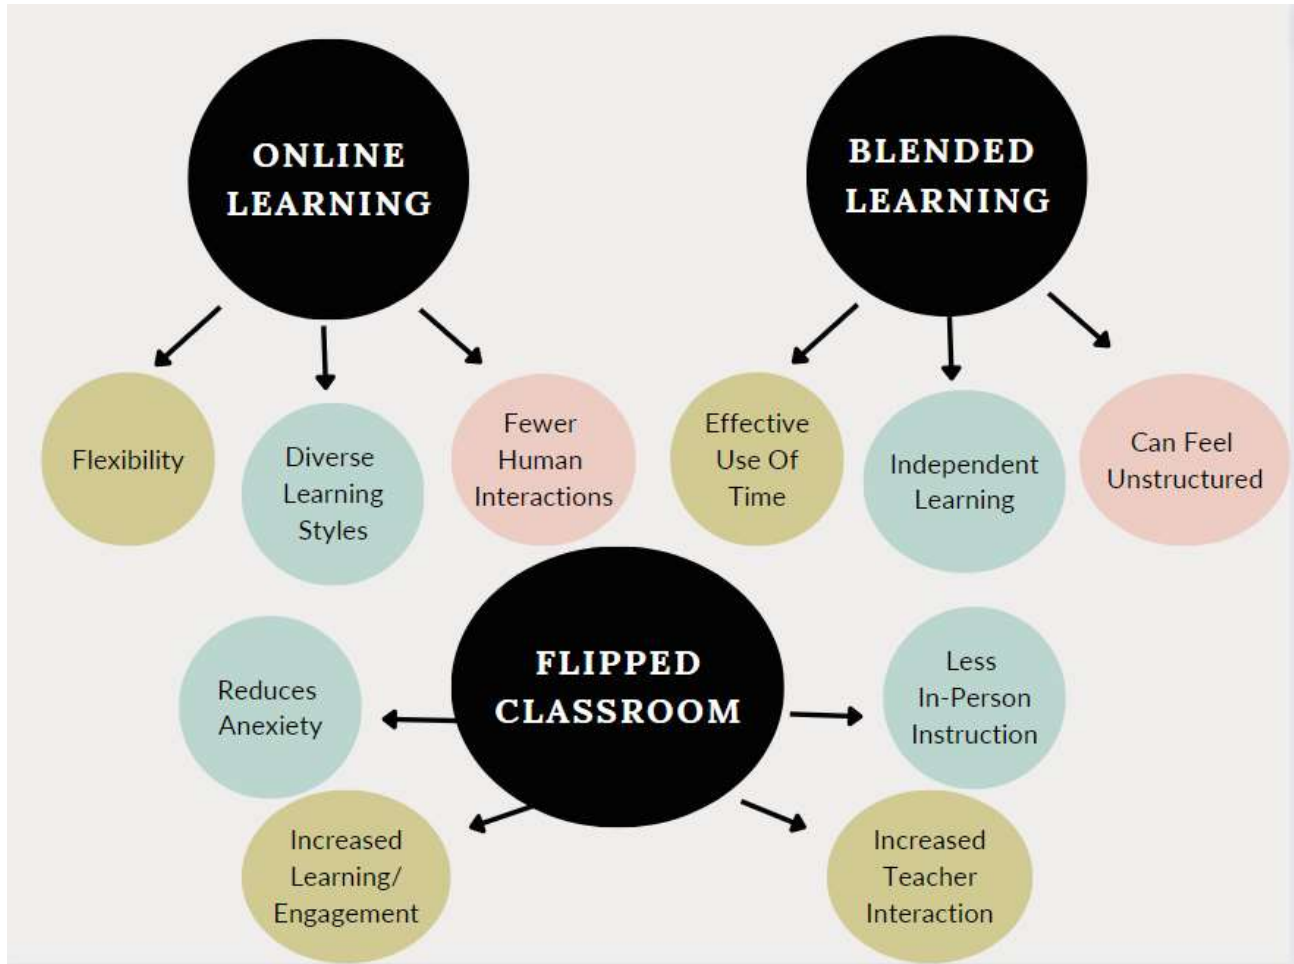 ONLINE
LEARNING
BLENDED
LEARNING
Flexibility
Diverse
Learning
Styles
Fewer
Human
Interactions
Effective
Use Of
Time
Independent
Learning
Can Feel
Unstructured
FLIPPED
CLASSROOM
Reduces
Anexiety
Less
In-Person
Instruction
Increased
Learning/
Engagement
Increased
Teacher
Interaction